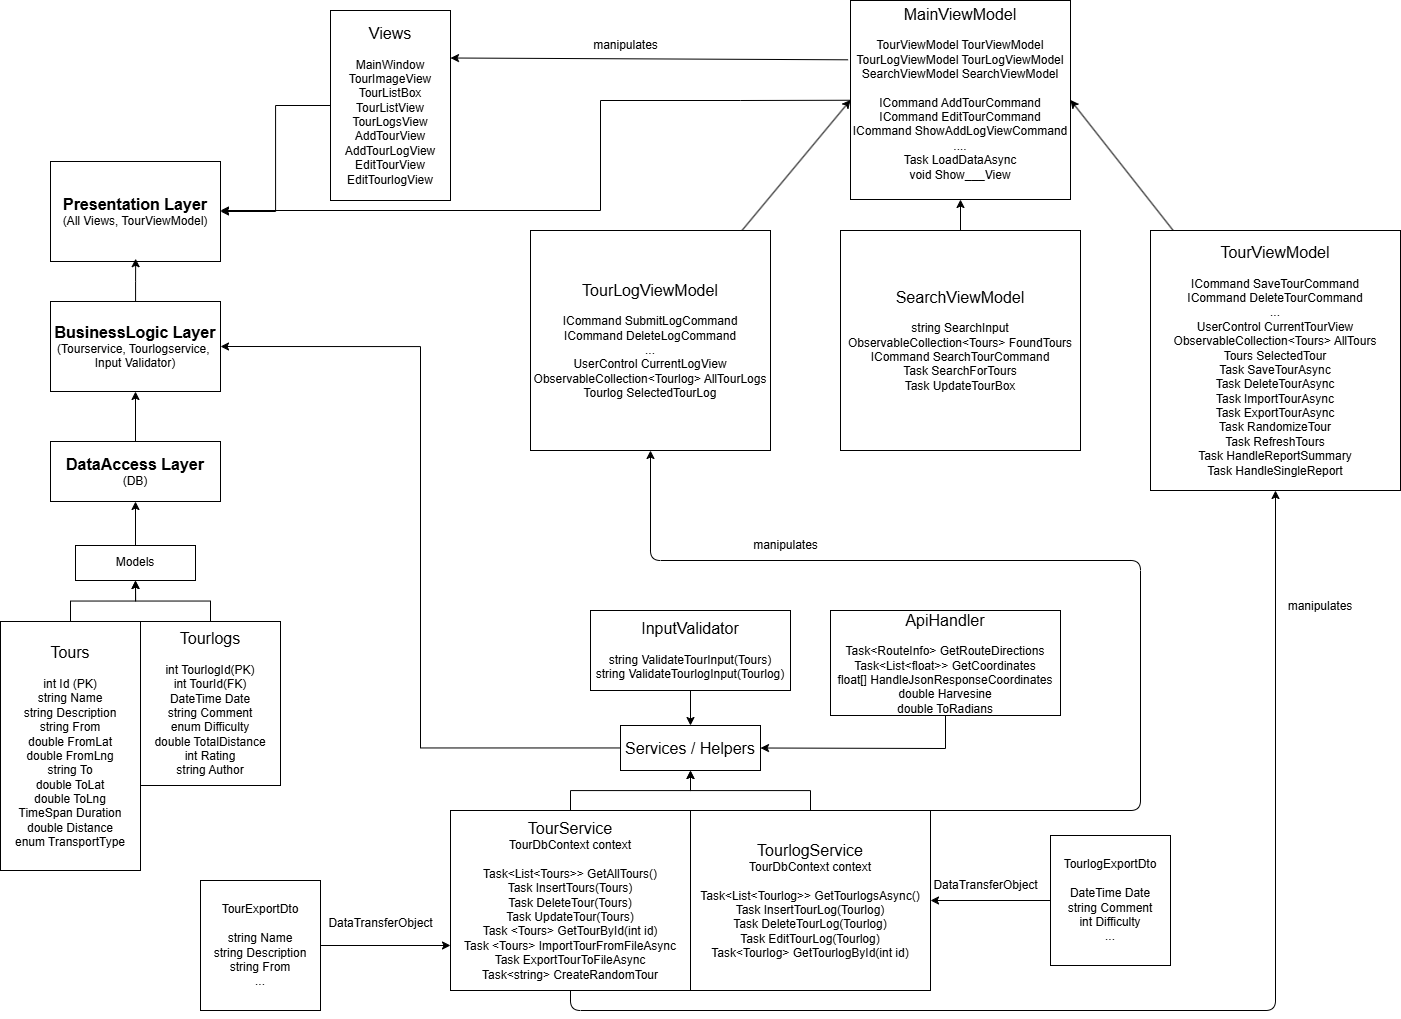 Views
MainWindow
TourImageView
TourListBox
TourListView
TourLogsView
AddTourView
AddTourLogView
EditTourView
EditTourlogView
manipulates
MainViewModel
TourViewModel TourViewModel
TourLogViewModel TourLogViewModel
SearchViewModel SearchViewModel
ICommand AddTourCommand
ICommand EditTourCommand
ICommand ShowAddLogViewCommand
....
Task LoadDataAsync
void Show___View
Presentation Layer
(All Views, TourViewModel)
BusinessLogic Layer
(Tourservice, Tourlogservice,
Input Validator)
DataAccess Layer
(DB)
Models
Tours
int Id (PK)
string Name
string Description
string From
double FromLat
double FromLng
string To
double ToLat
double ToLng
TimeSpan Duration
double Distance
enum TransportType
Tourlogs
int TourlogId(PK)
int TourId(FK)
DateTime Date
string Comment
enum Difficulty
double TotalDistance
int Rating
string Author
TourLogViewModel
ICommand SubmitLogCommand
ICommand DeleteLogCommand
...
UserControl CurrentLogView
ObservableCollection<Tourlog> AllTourLogs
Tourlog SelectedTourLog
SearchViewModel
string SearchInput
ObservableCollection<Tours> FoundTours
ICommand SearchTourCommand
Task SearchForTours
Task UpdateTourBox
TourViewModel
ICommand SaveTourCommand
ICommand DeleteTourCommand
...
UserControl CurrentTourView
ObservableCollection<Tours> AllTours
Tours SelectedTour
Task SaveTourAsync
Task DeleteTourAsync
Task ImportTourAsync
Task ExportTourAsync
Task RandomizeTour
Task RefreshTours
Task HandleReportSummary
Task HandleSingleReport
manipulates
manipulates
InputValidator
string ValidateTourInput(Tours)
string ValidateTourlogInput(Tourlog)
ApiHandler
Task<RouteInfo> GetRouteDirections
Task<List<float>> GetCoordinates
float[] HandleJsonResponseCoordinates
double Harvesine
double ToRadians
Services / Helpers
TourService
TourDbContext context
Task<List<Tours>> GetAllTours()
Task InsertTours(Tours)
Task DeleteTour(Tours)
Task UpdateTour(Tours)
Task <Tours> GetTourById(int id)
Task <Tours> ImportTourFromFileAsync
Task ExportTourToFileAsync
Task<string> CreateRandomTour
TourlogService
TourDbContext context
Task<List<Tourlog>> GetTourlogsAsync()
Task InsertTourLog(Tourlog)
Task DeleteTourLog(Tourlog)
Task EditTourLog(Tourlog)
Task<Tourlog> GetTourlogById(int id)
TourExportDto
string Name
string Description
string From
...
DataTransferObject
DataTransferObject
TourlogExportDto
DateTime Date
string Comment
int Difficulty
...